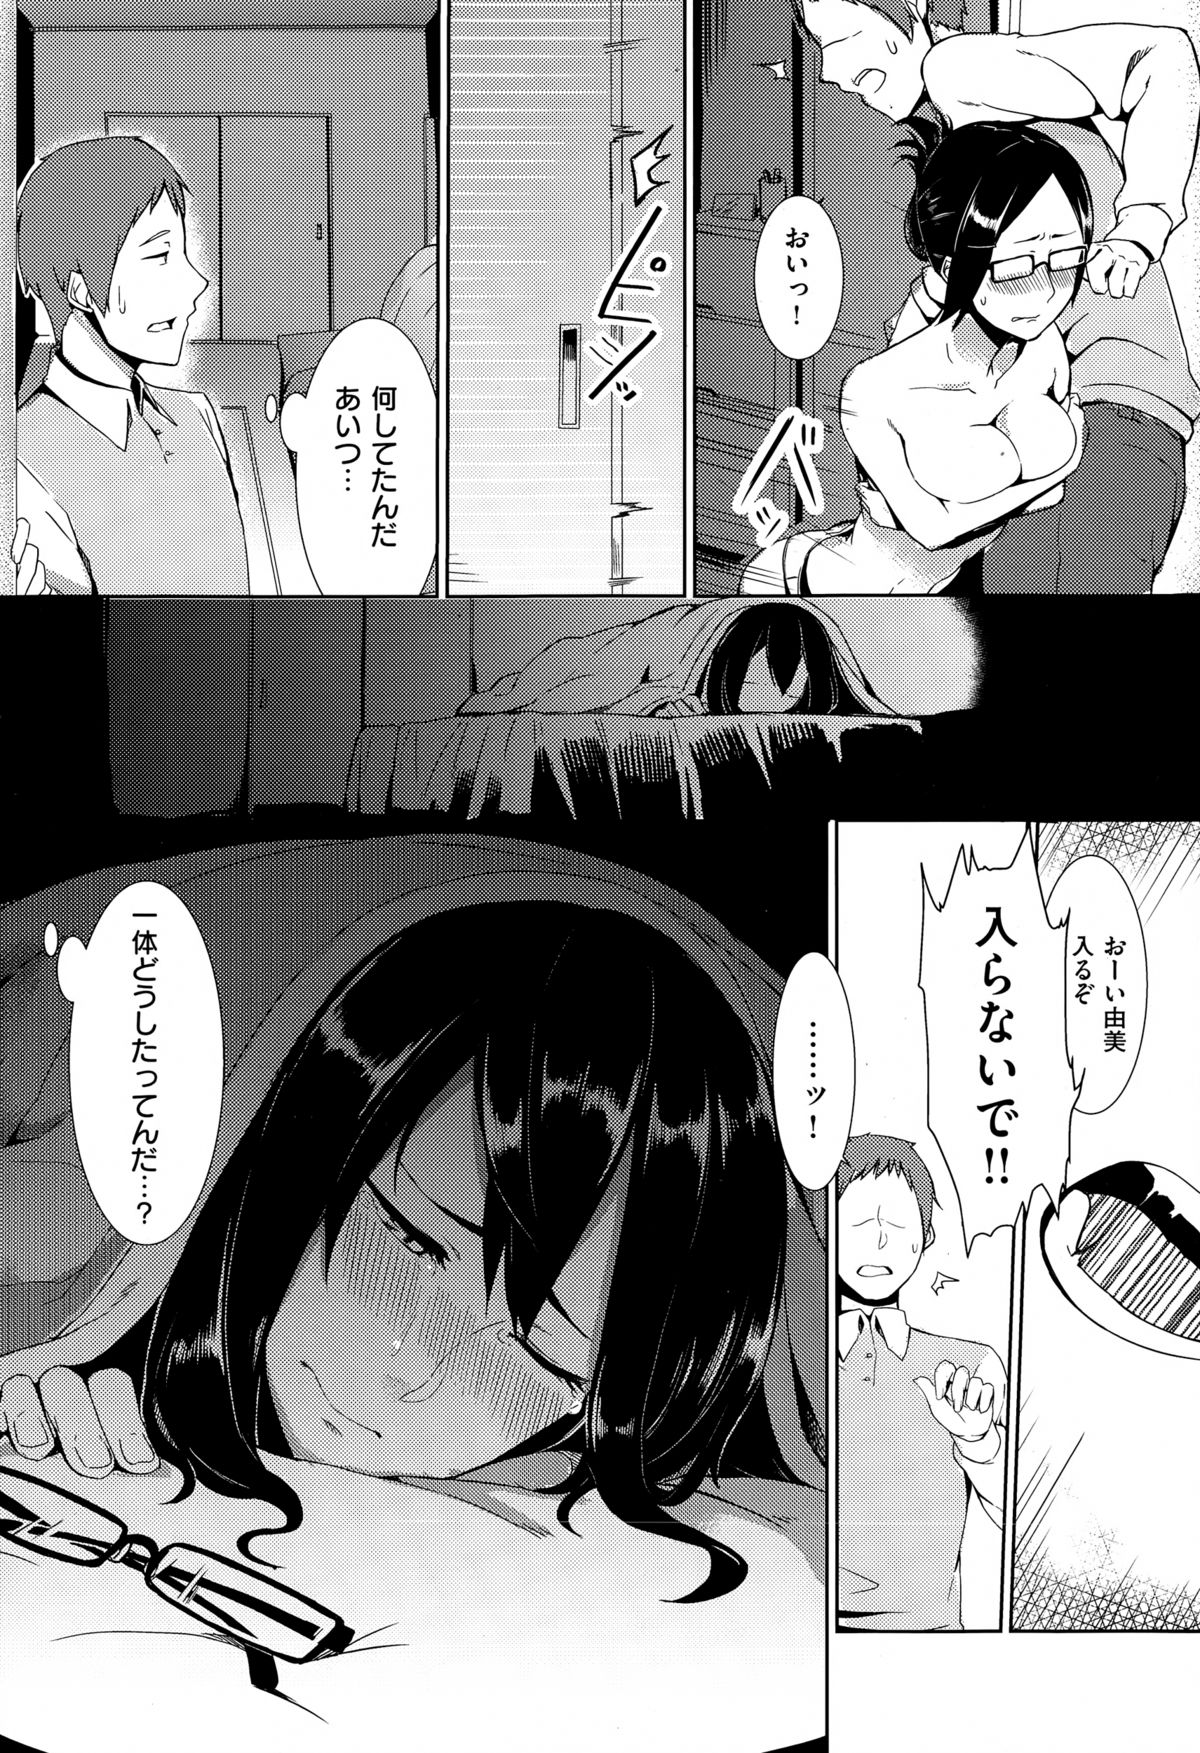 おいっ!
バッ
ピシャッ
何してたんだ
あいつ…
おーい由美
入るぞ
入らないで!!
……ッ!
一体どうしたってんだ…?